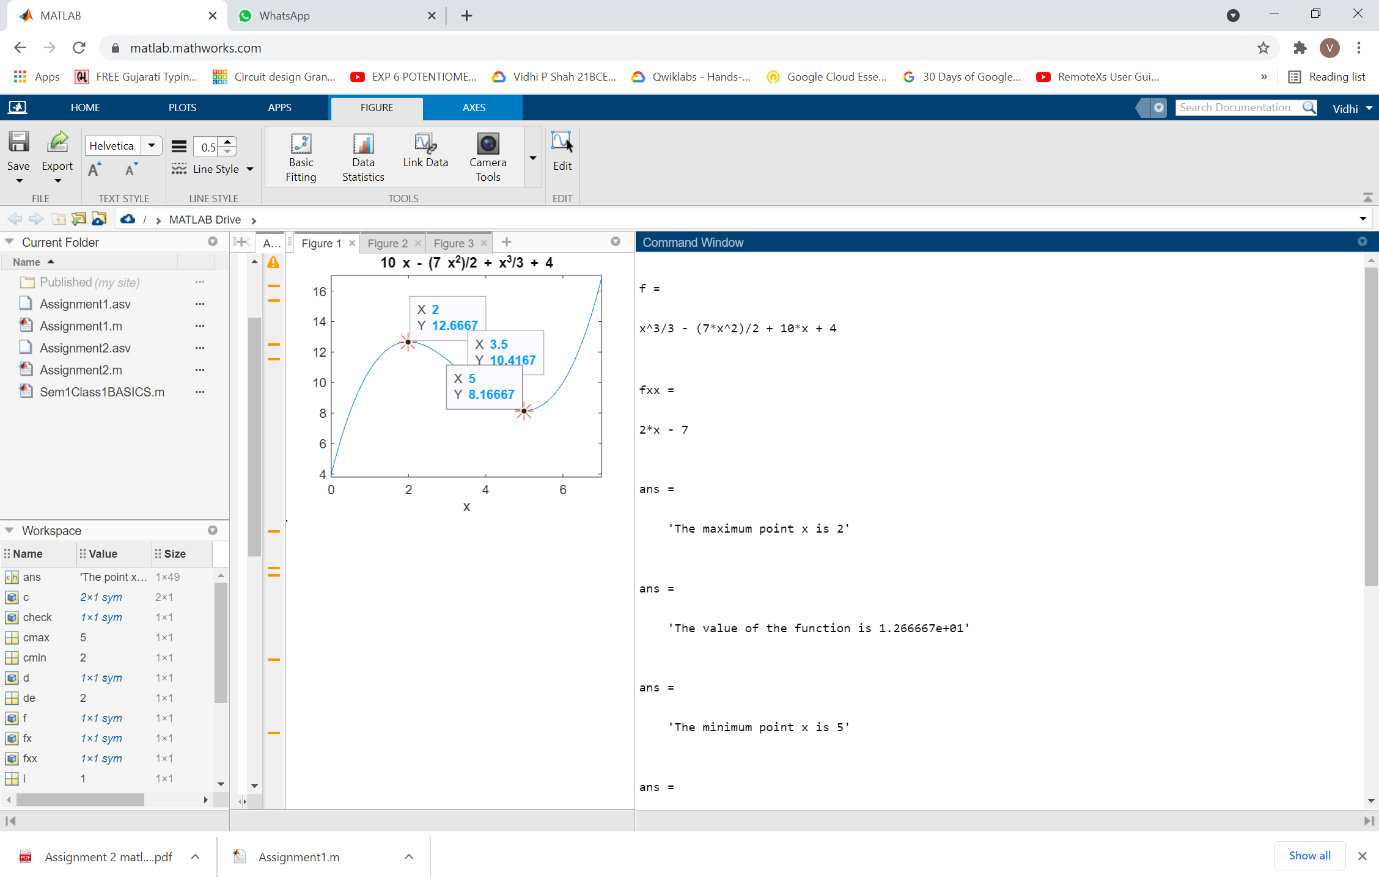 MATLAB
WhatsApp
matlab.mathworks.com
Apps
FREE Gujarati Typin...
Circuit design Gran...
EXP 6 POTENTIOME...
Vidhi P Shah 21BCE...
Qwiklabs - Hands-...
Google Cloud Esse...
30 Days of Google...
RemoteXs User Gui...
»
Reading list
HOME
PLOTS
APPS
FIGURE
AXES
Search Documentation
Vidhi
Save
Export
FILE
Helvetica
A
A
TEXT STYLE
0.5
Line Style
LINE STYLE
Basic
Fitting
Data
Statistics
Link Data
Camera
Tools
TOOLS
Edit
EDIT
/ > MATLAB Drive >
Current Folder
Name
Published (my site)
Assignment1.asv
Assignment1.m
Assignment2.asv
Assignment2.m
Sem1Class1BASICS.m
Workspace
Name Value Size
ans 'The point x... 1×49
c 2×1 sym 2×1
check 1×1 sym 1×1
cmax 5 1×1
cmin 2 1×1
d 1×1 sym 1×1
de 2 1×1
f 1×1 sym 1×1
fx 1×1 sym 1×1
fxx 1×1 sym 1×1
I 1 1×1
A...
Figure 1
Figure 2
Figure 3
10 x - (7 x²)/2 + x³/3 + 4
16
14
12
10
8
6
4
0 2 4 6
x
X 2
Y 12.6667
X 3.5
Y 10.4167
X 5
Y 8.16667
Command Window
f =
x^3/3 - (7*x^2)/2 + 10*x + 4
fxx =
2*x - 7
ans =
'The maximum point x is 2'
ans =
'The value of the function is 1.266667e+01'
ans =
'The minimum point x is 5'
ans =
Assignment 2 matl....pdf
Assignment1.m
Show all